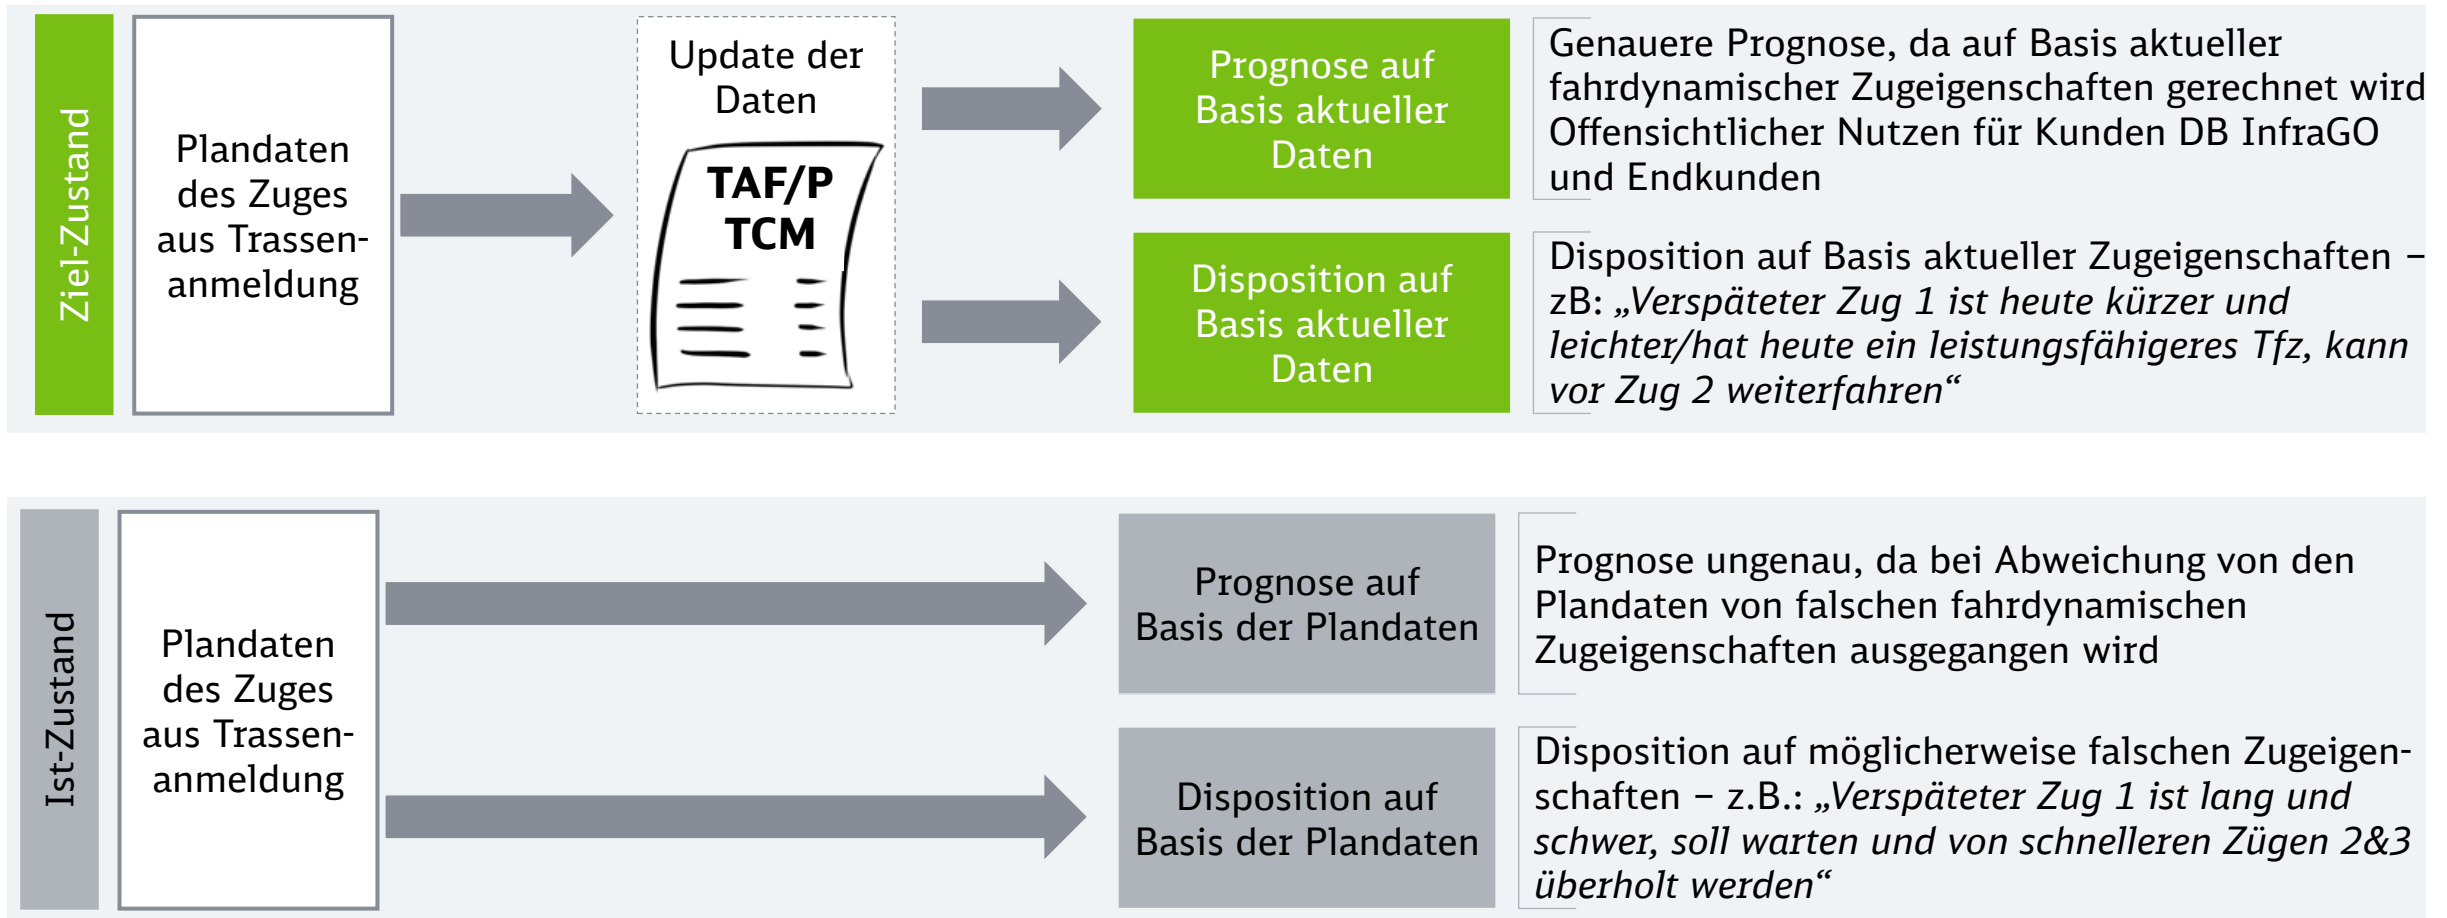 Ziel-Zustand
Plandaten
des Zuges
aus Trassen-
anmeldung
Update der
Daten
TAF/P
TCM
Prognose auf
Basis aktueller
Daten
Genauere Prognose, da auf Basis aktueller
fahrdynamischer Zugeigenschaften gerechnet wird
Offensichtlicher Nutzen für Kunden DB InfraGO
und Endkunden
Disposition auf
Basis aktueller
Daten
Disposition auf Basis aktueller Zugeigenschaften –
zB: „Verspäteter Zug 1 ist heute kürzer und
leichter/hat heute ein leistungsfähigeres Tfz, kann
vor Zug 2 weiterfahren“
Ist-Zustand
Plandaten
des Zuges
aus Trassen-
anmeldung
Prognose auf
Basis der Plandaten
Prognose ungenau, da bei Abweichung von den
Plandaten von falschen fahrdynamischen
Zugeigenschaften ausgegangen wird
Disposition auf
Basis der Plandaten
Disposition auf möglicherweise falschen Zugeigen-
schaften – z.B.: „Verspäteter Zug 1 ist lang und
schwer, soll warten und von schnelleren Zügen 2&3
überholt werden“